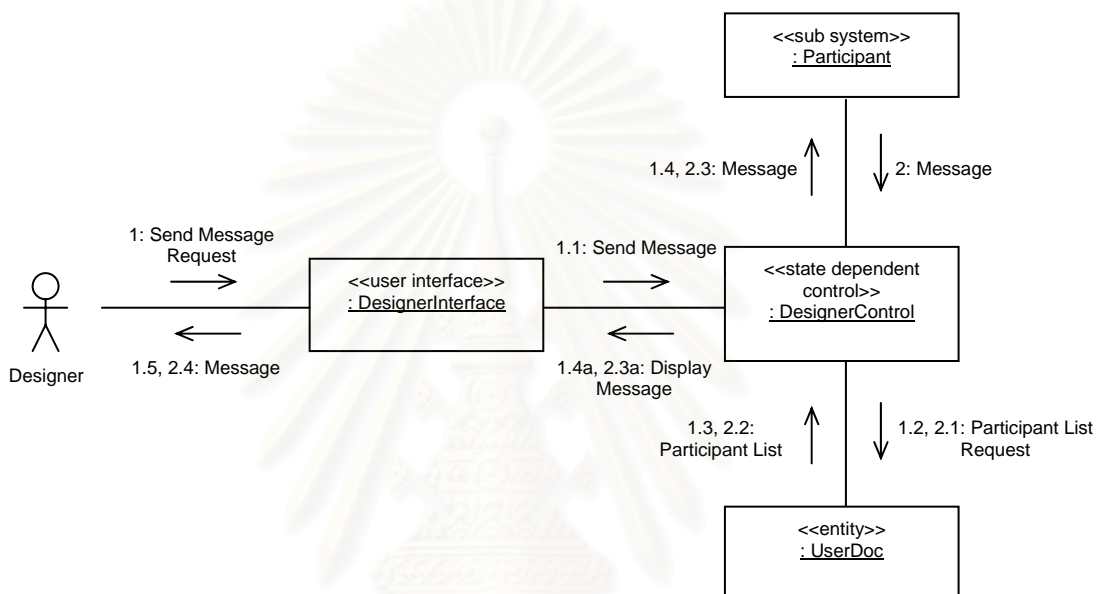 <<sub system>>
: Participant
1.4, 2.3: Message
2: Message
1: Send Message
Request
1.1: Send Message
<<user interface>>
: DesignerInterface
<<state dependent
control>>
: DesignerControl
Designer
1.5, 2.4: Message
1.4a, 2.3a: Display
Message
1.3, 2.2:
Participant List
1.2, 2.1: Participant List
Request
<<entity>>
: UserDoc